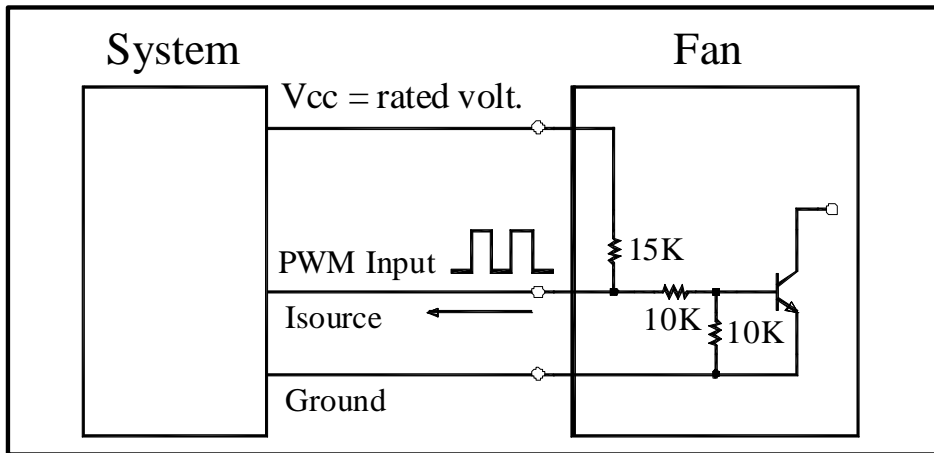 System
Fan
Vcc = rated volt.
15K
PWM Input
Isource
10K
10K
Ground